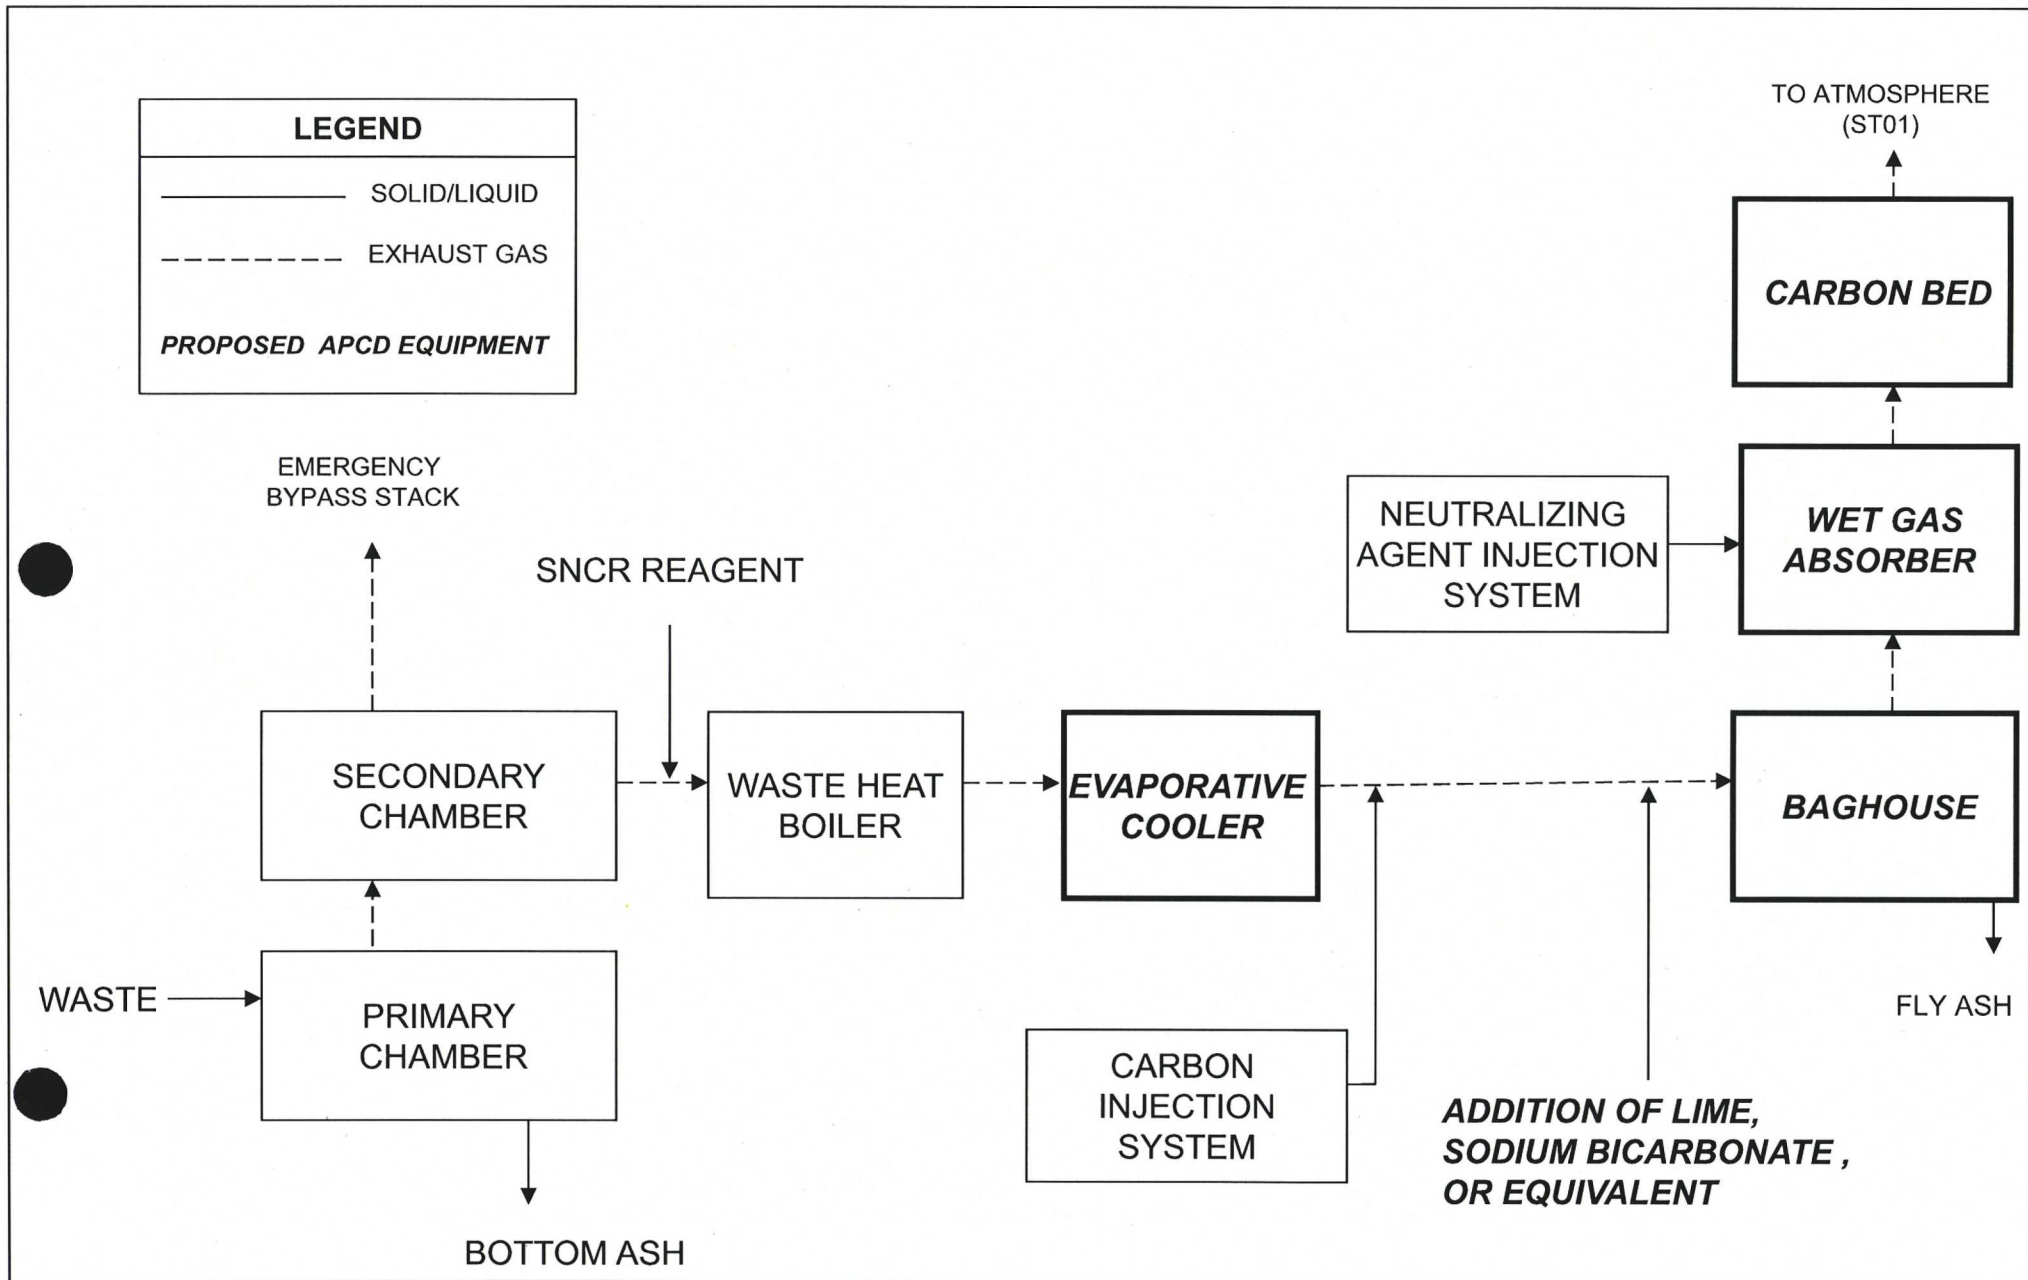 LEGEND
SOLID/LIQUID
EXHAUST GAS
PROPOSED APCD EQUIPMENT
TO ATMOSPHERE
(ST01)
CARBON BED
EMERGENCY
BYPASS STACK
SNCR REAGENT
NEUTRALIZING
AGENT INJECTION
SYSTEM
WET GAS
ABSORBER
SECONDARY
CHAMBER
WASTE HEAT
BOILER
EVAPORATIVE
COOLER
BAGHOUSE
WASTE
PRIMARY
CHAMBER
FLY ASH
CARBON
INJECTION
SYSTEM
ADDITION OF LIME,
SODIUM BICARBONATE ,
OR EQUIVALENT
BOTTOM ASH